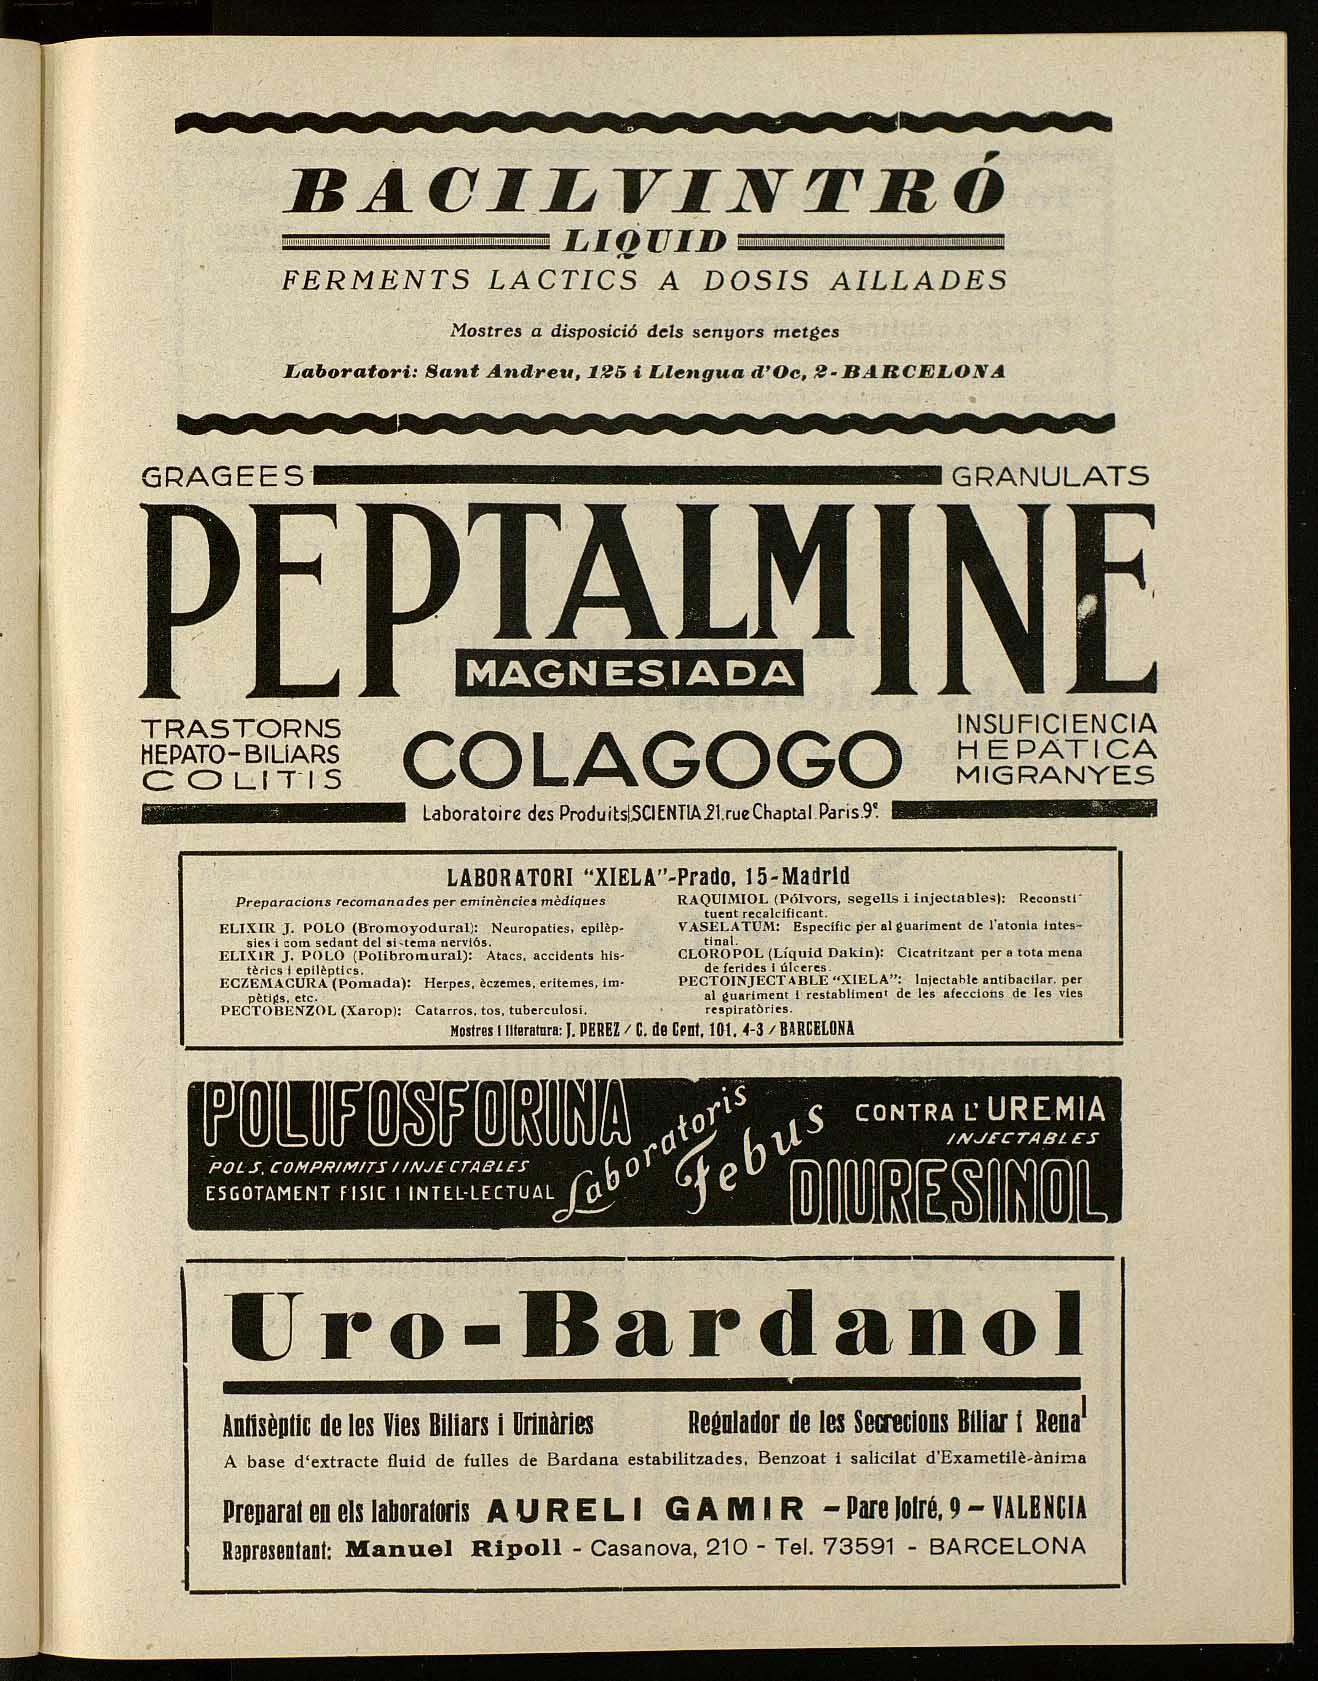 BACILVINTRÓ
LIQUID
FERMENTS LACTICS A DOSIS AILLADES
Mostres a disposició dels senyors metges
Laboratori: Sant Andreu, 125 i Llengua d'Oc, 2-BARCELONA
GRAGEES GRANULATS
PEPTALMINE
MAGNESIADA
TRASTORNS
HEPATO-BILIARS
COLITIS
COLAGOGO
INSUFICIENCIA
HEPÀTICA
MIGRANYES
Laboratoire des Produits SCIENTIA.21.rue Chaptal Paris.9e.
LABORATORI "XIELA"-Prado, 15-Madrid
Preparacions recomanades per eminències mèdiques
ELIXIR J. POLO (Bromoyodural): Neuropaties, epilèp-
sies i com sedant del sistema nerviós.
ELIXIR J. POLO (Polibromural): Atacs, accidents his-
tèrics i epilèptics.
ECZEMACURA (Pomada): Herpes, èczemes, eritemes, im-
pètigs, etc.
PECTOBENZOL (Xarop): Catarros, tos, tuberculosi.
RAQUIMIOL (Pólvors, segells i injectables): Reconsti-
tuent recalcificant.
VASELATUM: Específic per al guariment de l'atonia intes-
tinal.
CLOROPOL (Líquid Dakin): Cicatritzant per a tota mena
de ferides i úlceres.
PECTOINJECTABLE "XIELA": Injectable antibacilar, per
al guariment i restabliment de les afeccions de les vies
respiratòries.
Mostres i literatura: J. PEREZ / C. de Cent, 101, 4-3 / BARCELONA
POLIFOSFORINA
POLS, COMPRIMITS I INJECTABLES
ESGOTAMENT FISIC I INTEL-LECTUAL
Laboratoris
Febus
CONTRA L' UREMIA
INJECTABLES
DIURESINOL
Uro-Bardanol
Antisèptic de les Vies Biliars i Urinàries Regulador de les Secrecions Biliar i Renal
A base d'extracte fluid de fulles de Bardana estabilitzades, Benzoat i salicilat d'Exametilè-ànima
Preparat en els laboratoris AURELI GAMIR - Pare Jofré, 9 - VALENCIA
Representant: Manuel Ripoll - Casanova, 210 - Tel. 73591 - BARCELONA